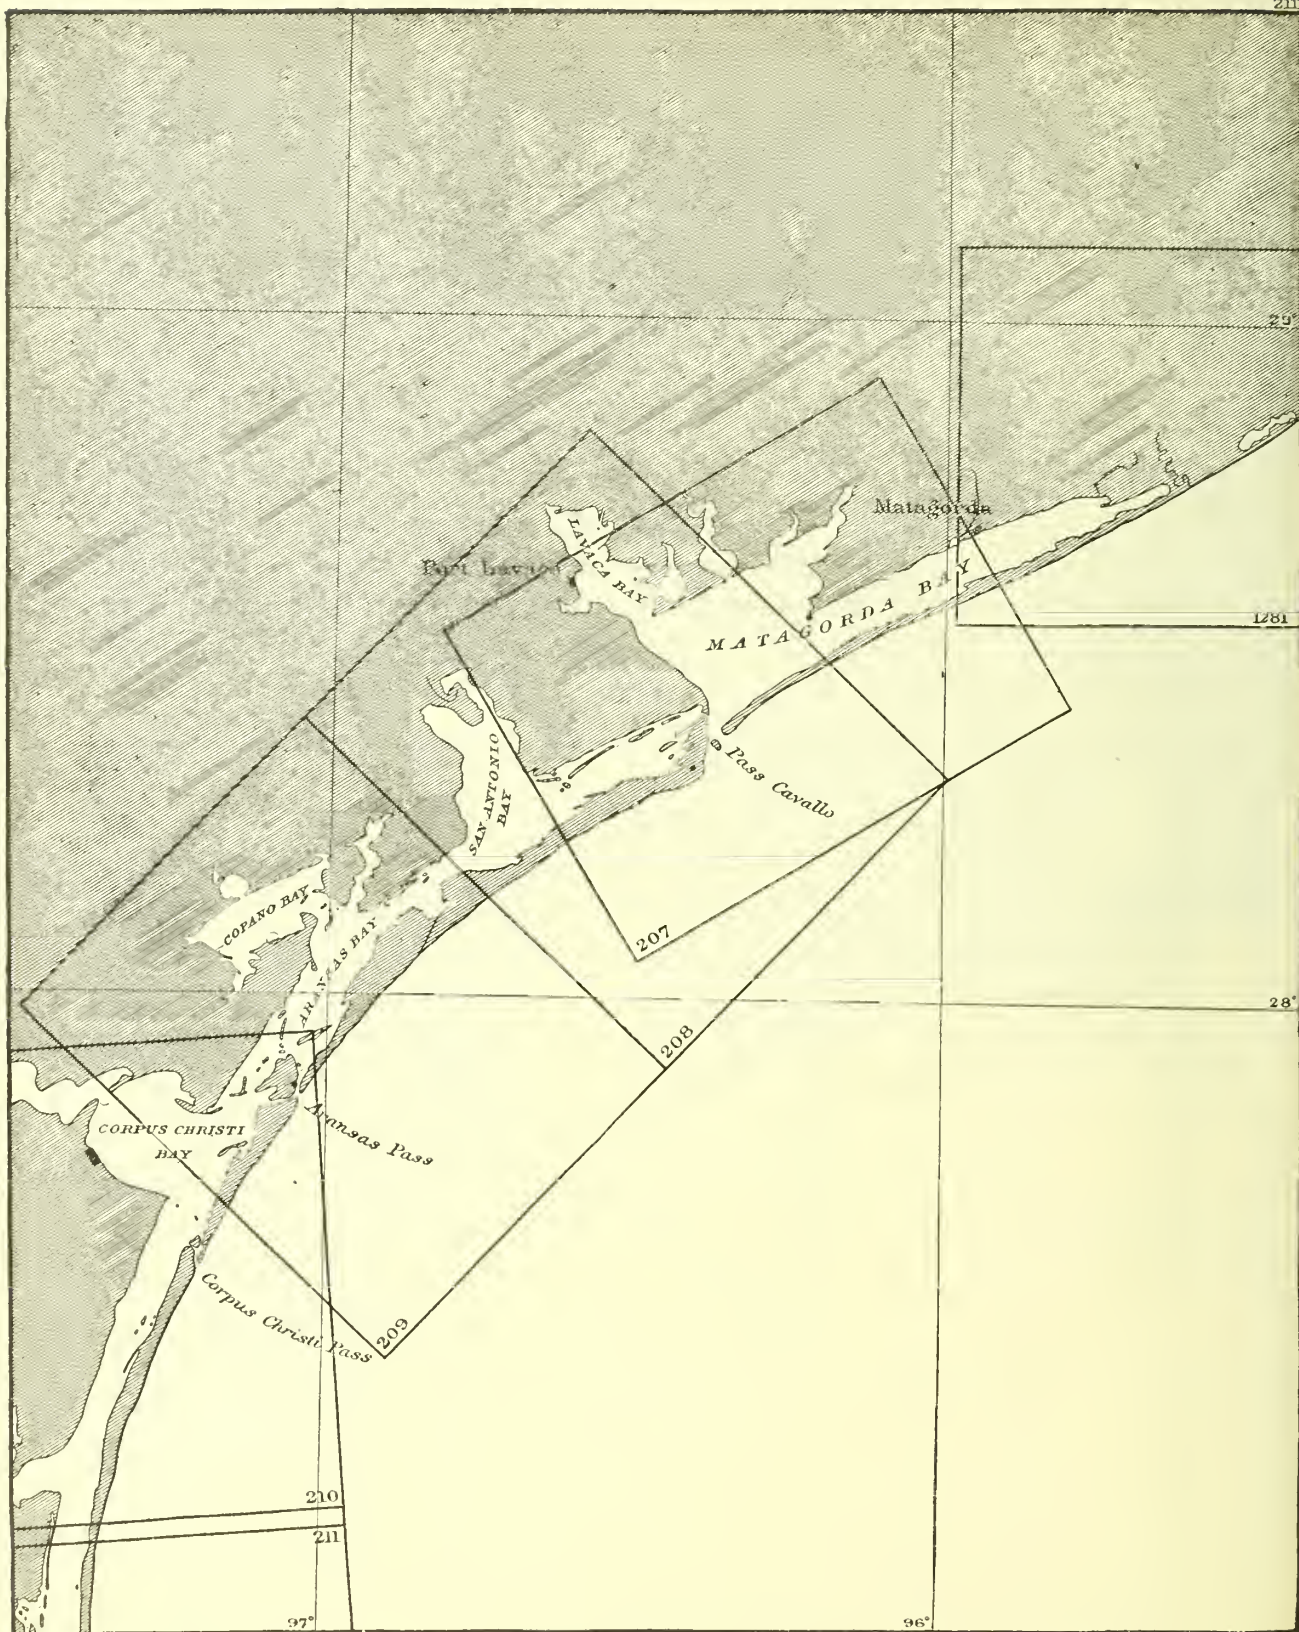 29°
Matagorda
LAVACA BAY
Port Lavaca
MATAGORDA BAY
1281
SAN ANTONIO
BAY
Pass Cavallo
COPANO BAY
ARANSAS BAY
207
28°
208
Aransas Pass
CORPUS CHRISTI
BAY
Corpus Christi Pass
209
210
211
97°
96°